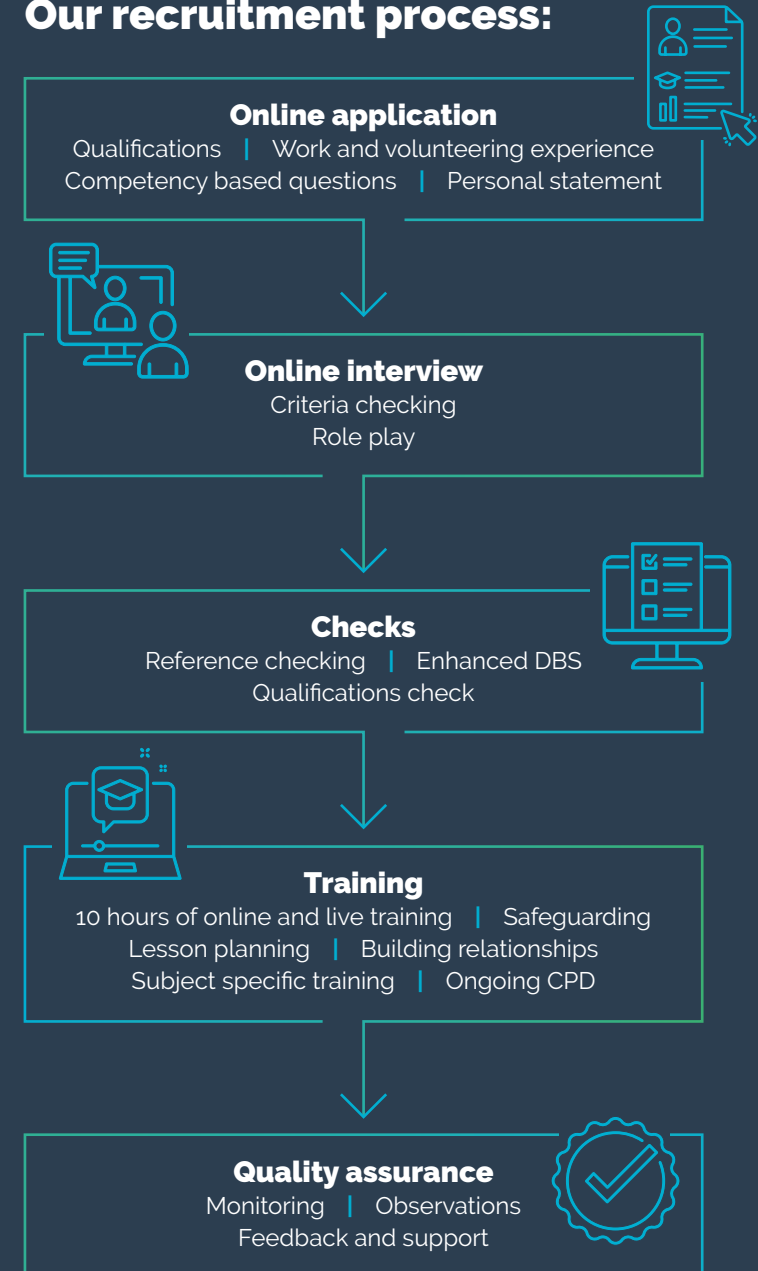 Our recruitment process:
Online application
Qualifications | Work and volunteering experience
Competency based questions | Personal statement
Online interview
Criteria checking
Role play
Checks
Reference checking | Enhanced DBS
Qualifications check
Training
10 hours of online and live training | Safeguarding
Lesson planning | Building relationships
Subject specific training | Ongoing CPD
Quality assurance
Monitoring | Observations
Feedback and support